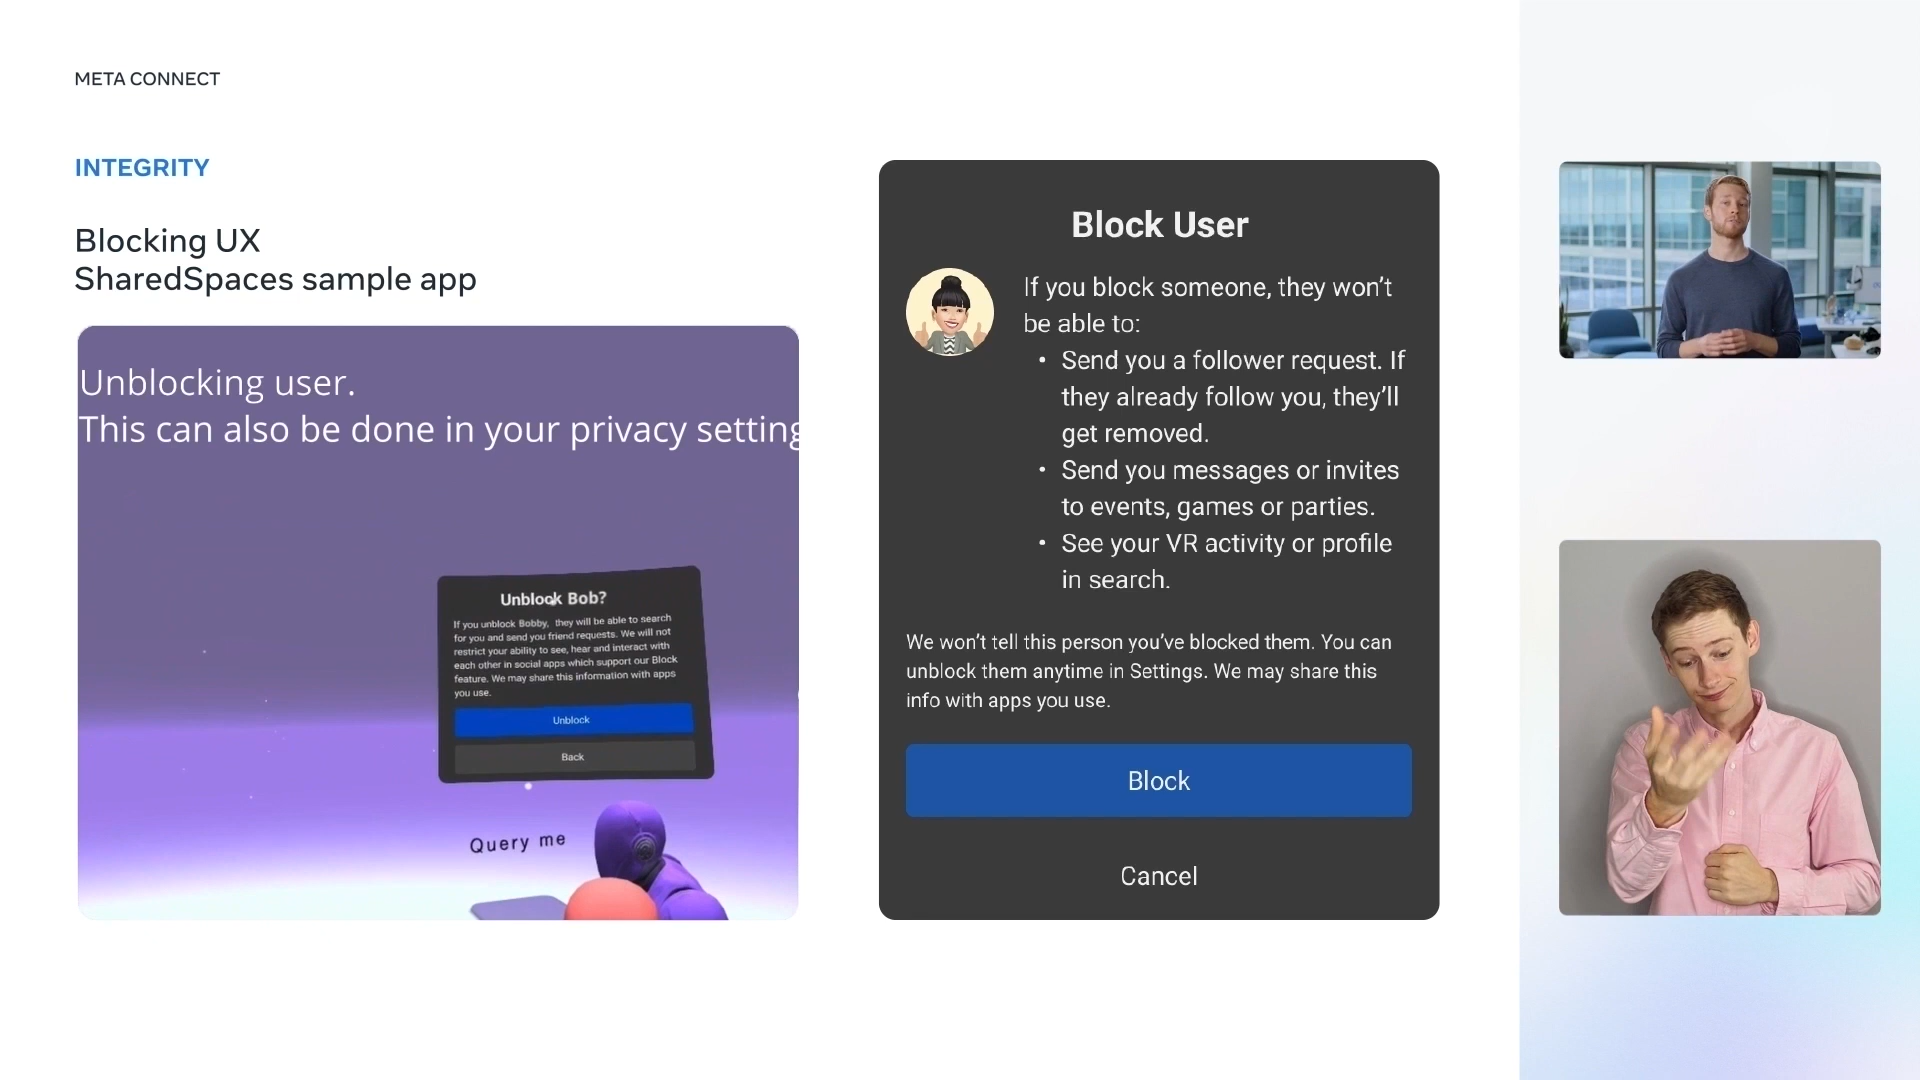 META CONNECT
INTEGRITY
Blocking UX
SharedSpaces sample app
Unblocking user.
This can also be done in your privacy setting
Unblock Bob?
If you unblock Bobby, they will be able to search
for you and send you friend requests. We will not
restrict your ability to see, hear and interact with
each other in social apps which support our Block
feature. We may share this information with apps
you use.
Unblock
Back
Query me
Block User
If you block someone, they won’t
be able to:
• Send you a follower request. If
they already follow you, they’ll
get removed.
• Send you messages or invites
to events, games or parties.
• See your VR activity or profile
in search.
We won’t tell this person you’ve blocked them. You can
unblock them anytime in Settings. We may share this
info with apps you use.
Block
Cancel